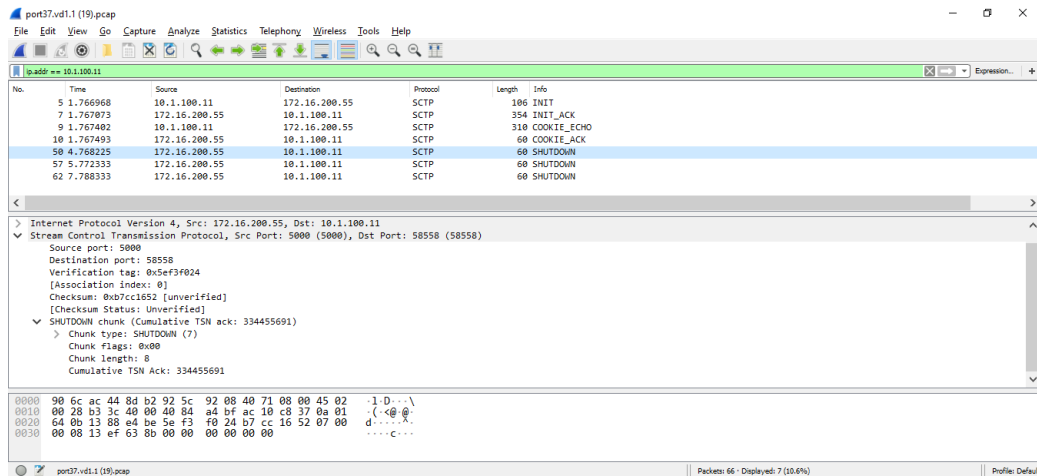 port37.vd1.1 (19).pcap
File Edit View Go Capture Analyze Statistics Telephony Wireless Tools Help
ip.addr == 10.1.100.11 Expression... +
No. Time Source Destination Protocol Length Info
5 1.766968 10.1.100.11 172.16.200.55 SCTP 106 INIT
7 1.767073 172.16.200.55 10.1.100.11 SCTP 354 INIT_ACK
9 1.767402 10.1.100.11 172.16.200.55 SCTP 310 COOKIE_ECHO
10 1.767493 172.16.200.55 10.1.100.11 SCTP 60 COOKIE_ACK
50 4.768225 172.16.200.55 10.1.100.11 SCTP 60 SHUTDOWN
57 5.772333 172.16.200.55 10.1.100.11 SCTP 60 SHUTDOWN
62 7.788333 172.16.200.55 10.1.100.11 SCTP 60 SHUTDOWN
Internet Protocol Version 4, Src: 172.16.200.55, Dst: 10.1.100.11
Stream Control Transmission Protocol, Src Port: 5000 (5000), Dst Port: 58558 (58558)
Source port: 5000
Destination port: 58558
Verification tag: 0x5ef3f024
[Association index: 0]
Checksum: 0xb7cc1652 [unverified]
[Checksum Status: Unverified]
SHUTDOWN chunk (Cumulative TSN ack: 334455691)
Chunk type: SHUTDOWN (7)
Chunk flags: 0x00
Chunk length: 8
Cumulative TSN Ack: 334455691
0000 90 6c ac 44 8d b2 92 5c 92 08 40 71 08 00 45 02 ·l·D···\
0010 00 28 b3 3c 40 00 40 84 a4 bf ac 10 c8 37 0a 01 ·(·<@·@·
0020 64 0b 13 88 e4 be 5e f3 f0 24 b7 cc 16 52 07 00 d·····^·
0030 00 08 13 ef 63 8b 00 00 00 00 00 00 ····c···
port37.vd1.1 (19).pcap Packets: 66 · Displayed: 7 (10.6%) Profile: Defaul